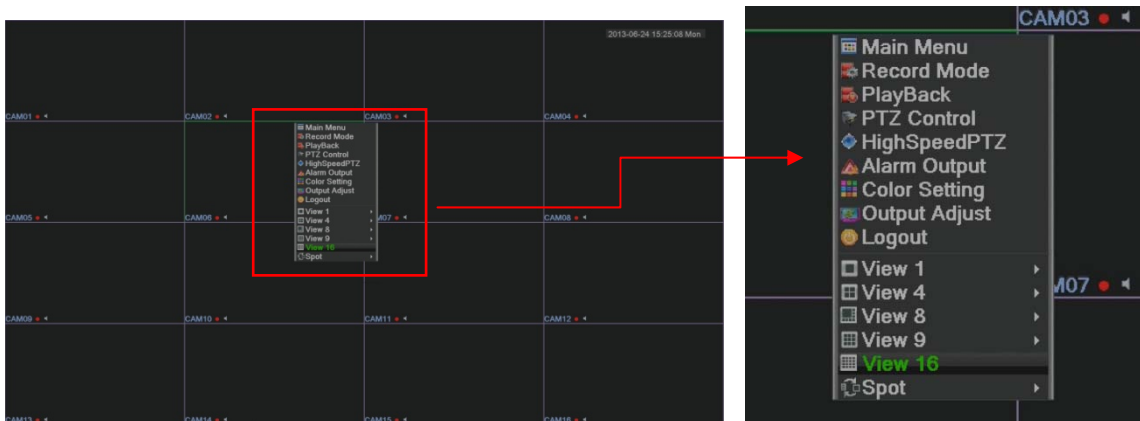 2013-06-24 15:25:08 Mon
CAM01
CAM02
CAM03
CAM04
Main Menu
Record Mode
PlayBack
PTZ Control
HighSpeedPTZ
Alarm Output
Color Setting
Output Adjust
Logout
View 1
View 4
View 8
View 9
View 16
Spot
CAM05
CAM06
M07
CAM08
CAM09
CAM10
CAM11
CAM12
CAM13
CAM14
CAM15
CAM16
CAM03
Main Menu
Record Mode
PlayBack
PTZ Control
HighSpeedPTZ
Alarm Output
Color Setting
Output Adjust
Logout
View 1
View 4
View 8
View 9
View 16
Spot
M07